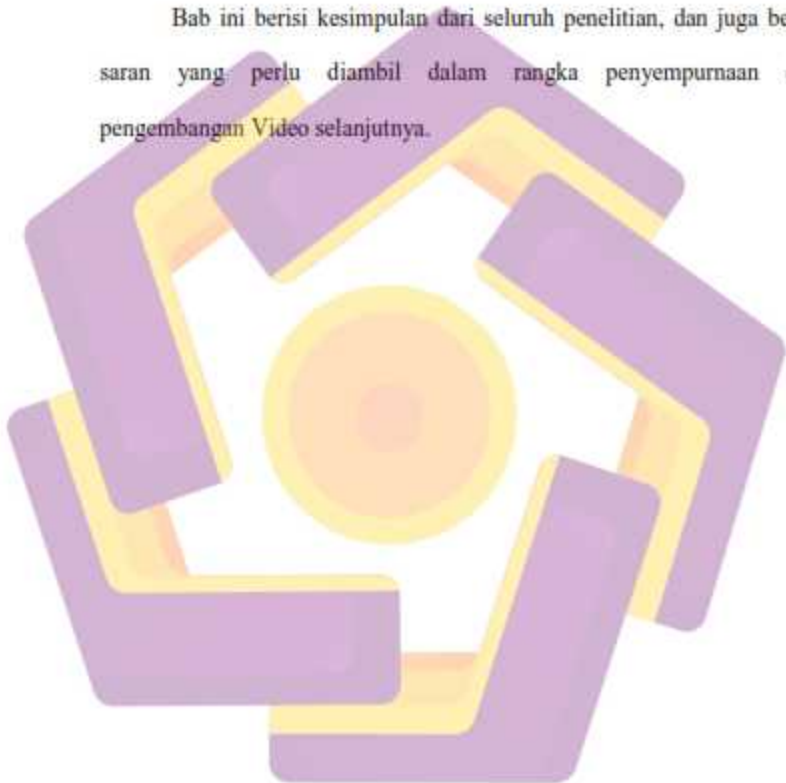 Bab ini berisi kesimpulan dari seluruh penelitian, dan juga be
saran yang perlu diambil dalam rangka penyempurnaan
pengembangan Video selanjutnya.